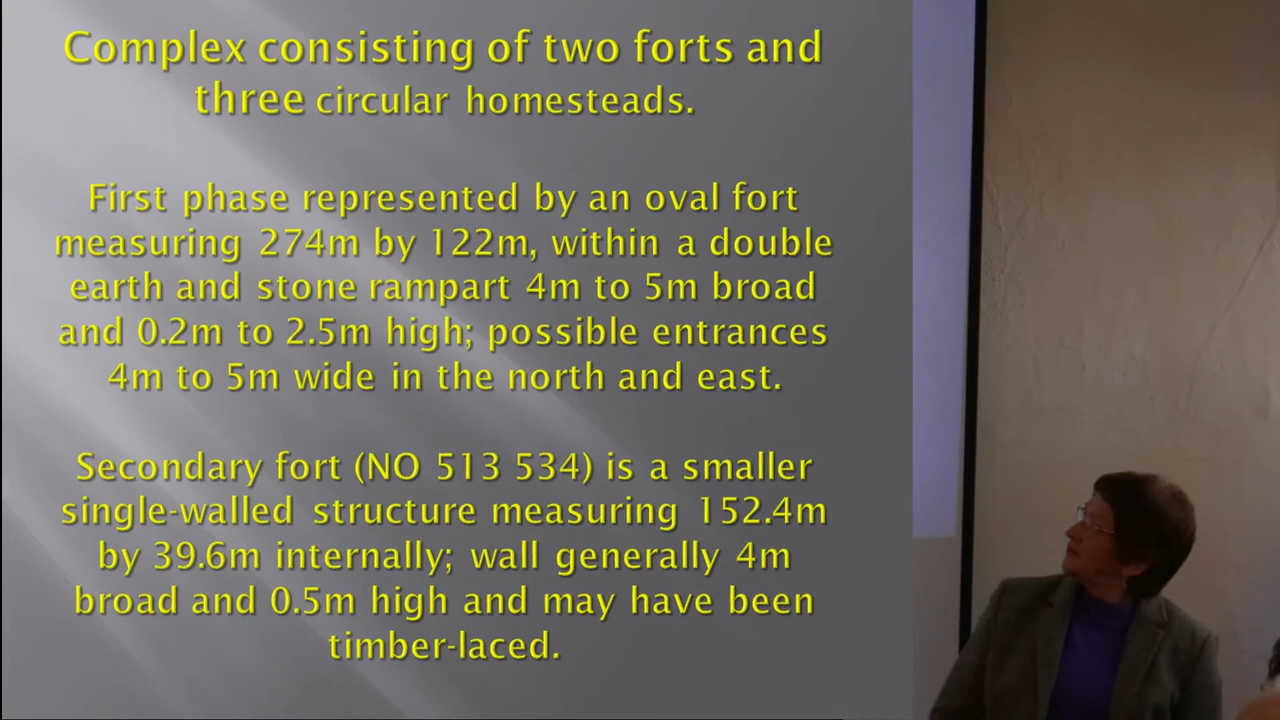 Complex consisting of two forts and
three circular homesteads.
First phase represented by an oval fort
measuring 274m by 122m, within a double
earth and stone rampart 4m to 5m broad
and 0.2m to 2.5m high; possible entrances
4m to 5m wide in the north and east.
Secondary fort (NO 513 534) is a smaller
single-walled structure measuring 152.4m
by 39.6m internally; wall generally 4m
broad and 0.5m high and may have been
timber-laced.